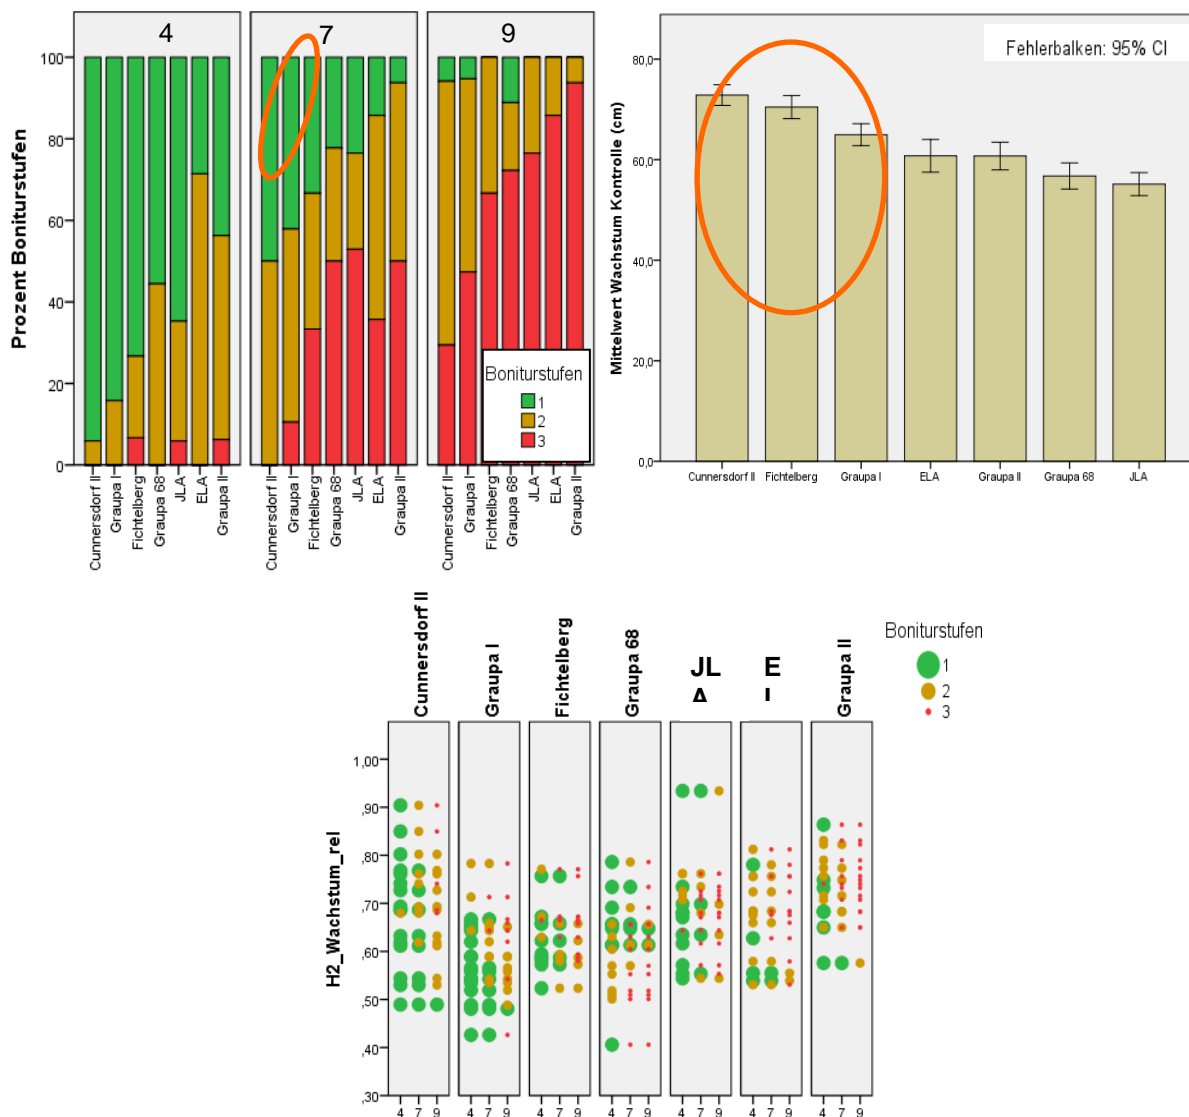 4
7
9
Prozent Boniturstufen
100
80
60
40
20
0
Cunnersdorf II
Graupa I
Fichtelberg
Graupa 68
JLA
ELA
Graupa II
Cunnersdorf II
Graupa I
Fichtelberg
Graupa 68
JLA
ELA
Graupa II
Cunnersdorf II
Graupa I
Fichtelberg
Graupa 68
JLA
ELA
Graupa II
Boniturstufen
1
2
3
Fehlerbalken: 95% CI
Mittelwert Wachstum Kontrolle (cm)
80,0
60,0
40,0
20,0
0,0
Cunnersdorf II
Fichtelberg
Graupa I
ELA
Graupa II
Graupa 68
JLA
Cunnersdorf II
Graupa I
Fichtelberg
Graupa 68
JL
A
E
Graupa II
Boniturstufen
1
2
3
H2_Wachstum_rel
1,00
,90
,80
,70
,60
,50
,40
,30
4 7 9
4 7 9
4 7 9
4 7 9
4 7 9
4 7 9
4 7 9